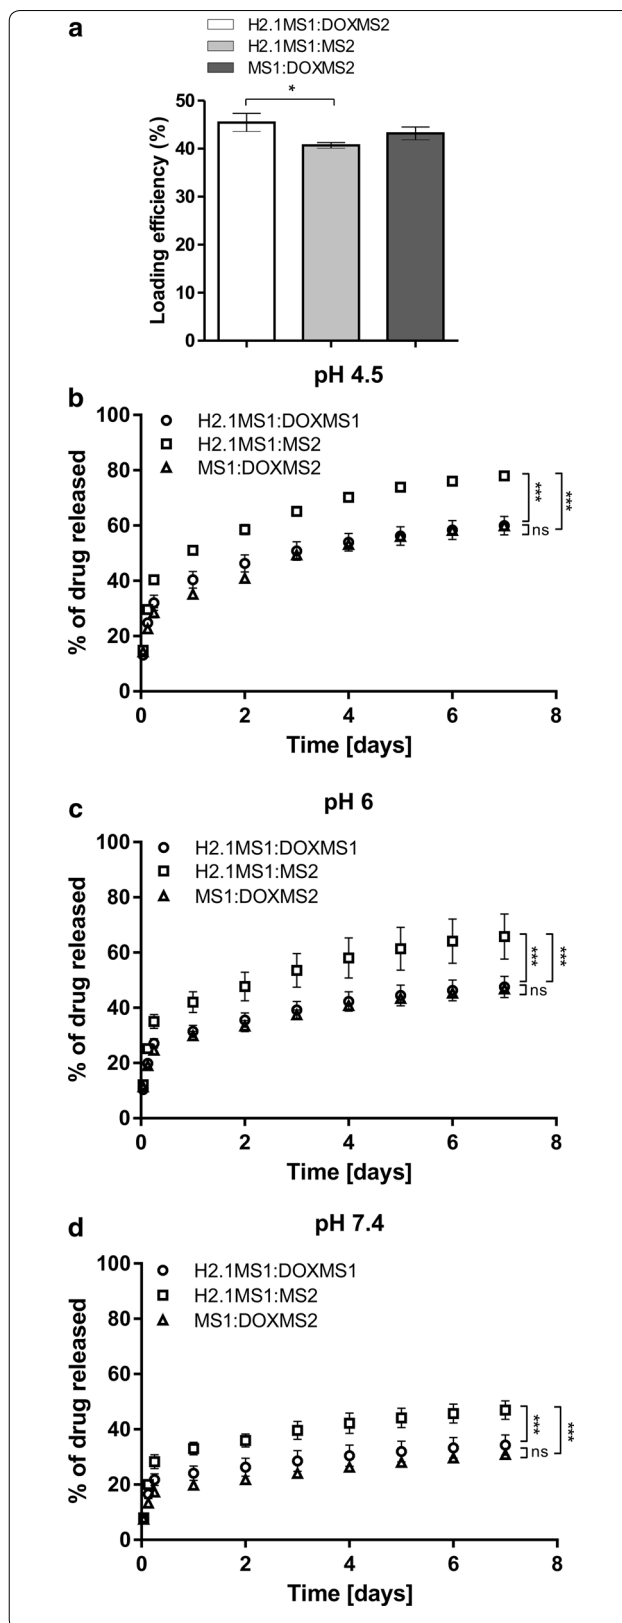 a
H2.1MS1:DOXMS2
H2.1MS1:MS2
MS1:DOXMS2
*
Loading efficiency (%)
50
40
30
20
10
0
pH 4.5
b
H2.1MS1:DOXMS1
H2.1MS1:MS2
MS1:DOXMS2
% of drug released
100
80
60
40
20
0
***
***
ns
0 2 4 6 8
Time [days]
pH 6
c
H2.1MS1:DOXMS1
H2.1MS1:MS2
MS1:DOXMS2
% of drug released
100
80
60
40
20
0
***
***
ns
0 2 4 6 8
Time [days]
pH 7.4
d
H2.1MS1:DOXMS1
H2.1MS1:MS2
MS1:DOXMS2
% of drug released
100
80
60
40
20
0
***
***
ns
0 2 4 6 8
Time [days]